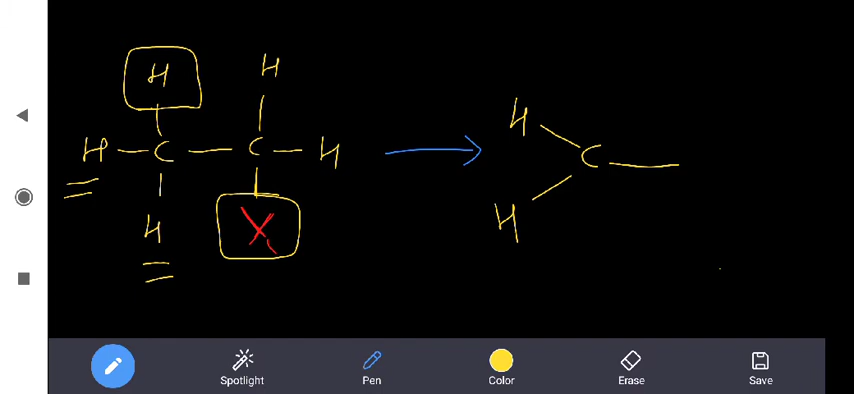 H H
H C C H
H X
H
C
H
Spotlight Pen Color Erase Save